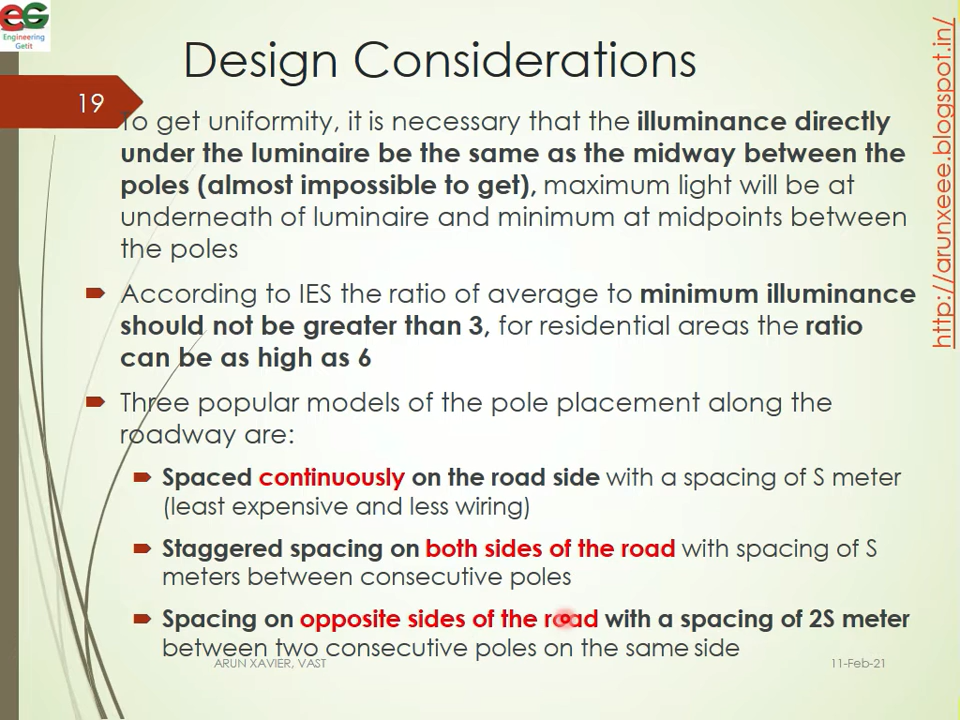 EG
Engineering
Getit
Design Considerations
19
To get uniformity, it is necessary that the illuminance directly
under the luminaire be the same as the midway between the
poles (almost impossible to get), maximum light will be at
underneath of luminaire and minimum at midpoints between
the poles
According to IES the ratio of average to minimum illuminance
should not be greater than 3, for residential areas the ratio
can be as high as 6
Three popular models of the pole placement along the
roadway are:
Spaced continuously on the road side with a spacing of S meter
(least expensive and less wiring)
Staggered spacing on both sides of the road with spacing of S
meters between consecutive poles
Spacing on opposite sides of the road with a spacing of 2S meter
between two consecutive poles on the same side
ARUN XAVIER, VAST
11-Feb-21
http://arunxeee.blogspot.in/